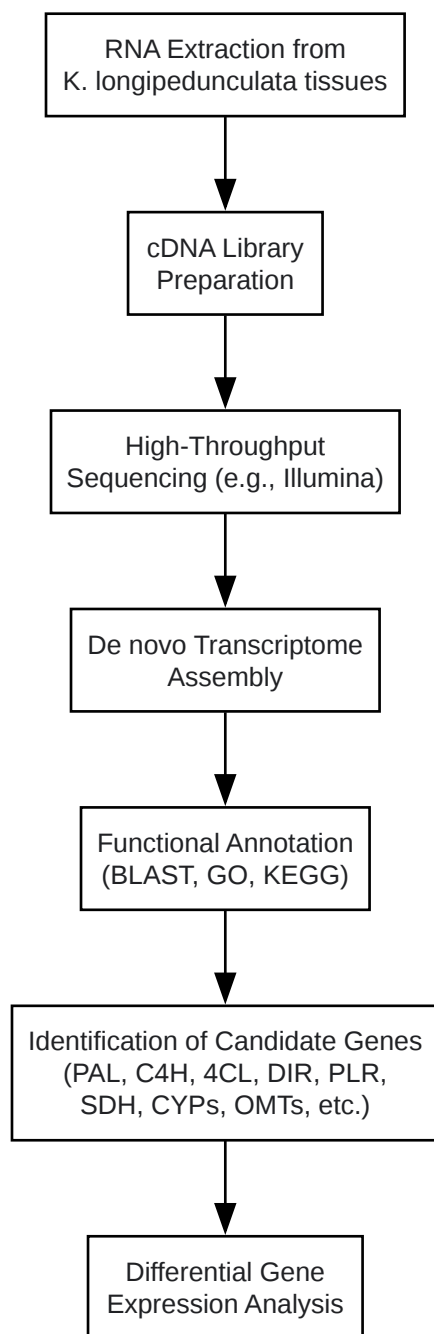 RNA Extraction from
K. longipedunculata tissues
cDNA Library
Preparation
High-Throughput
Sequencing (e.g., Illumina)
De novo Transcriptome
Assembly
Functional Annotation
(BLAST, GO, KEGG)
Identification of Candidate Genes
(PAL, C4H, 4CL, DIR, PLR,
SDH, CYPs, OMTs, etc.)
Differential Gene
Expression Analysis